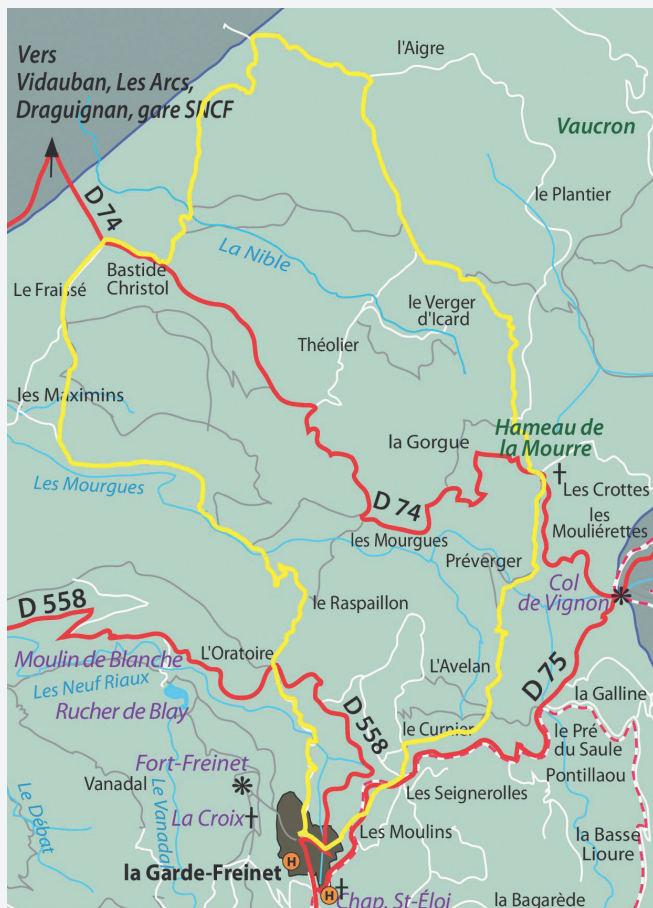 Vers
Vidauban, Les Arcs,
Draguignan, gare SNCF
l'Aigre
Vaucron
le Plantier
D 74
La Nible
Bastide
Christol
Le Fraissé
le Verger
d'Icard
Théolier
les Maximins
la Gorgue
Hameau de
la Mourre
Les Mourgues
D 74
Les Crottes
les
Mouliérettes
les Mourgues
Préverger
Col
de Vignon
D 558
le Raspaillon
L'Oratoire
Moulin de Blanche
Les Neuf Riaux
Rucher de Blay
L'Avelan
D 75
la Galline
D 558
le Curnier
le Pré
du Saule
Fort-Freinet
Vanadal
Pontillaou
Les Seignerolles
Le Débat
Le Vanadal
La Croix
Les Moulins
la Basse
Lioure
la Garde-Freinet
H
H
Chap. St-Éloi
la Bagarède